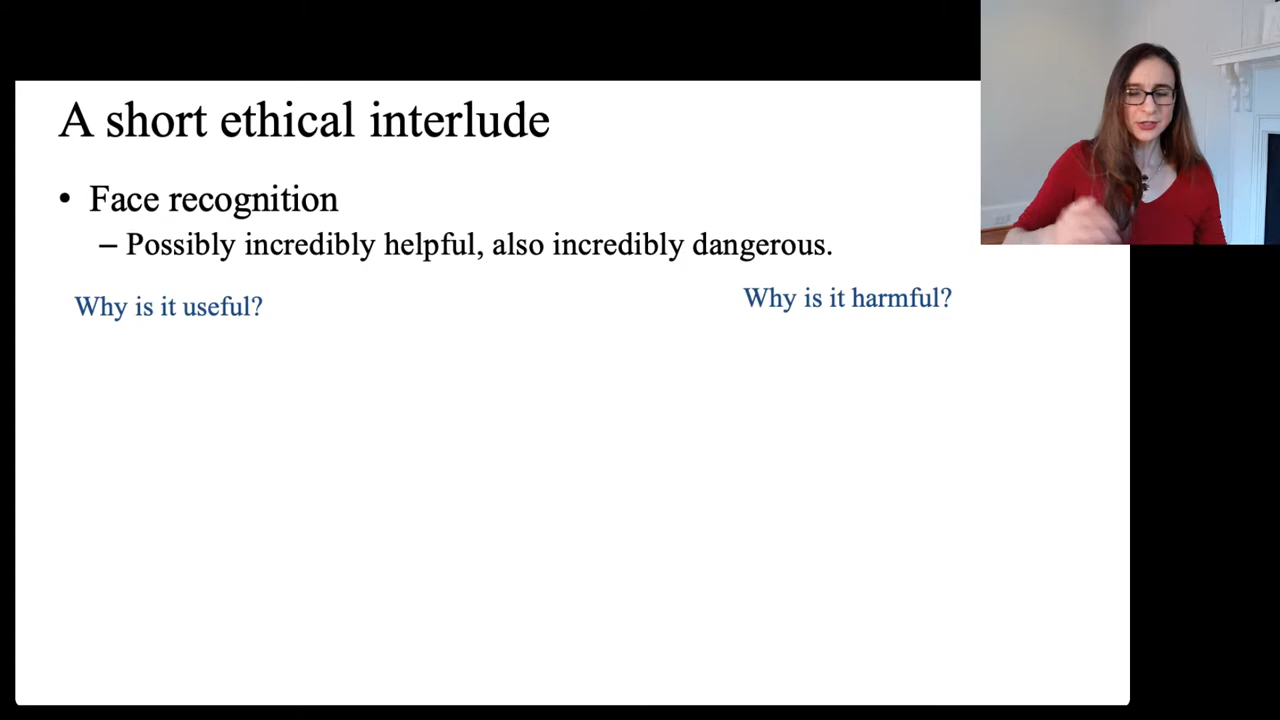 A short ethical interlude
• Face recognition
– Possibly incredibly helpful, also incredibly dangerous.
Why is it useful?
Why is it harmful?